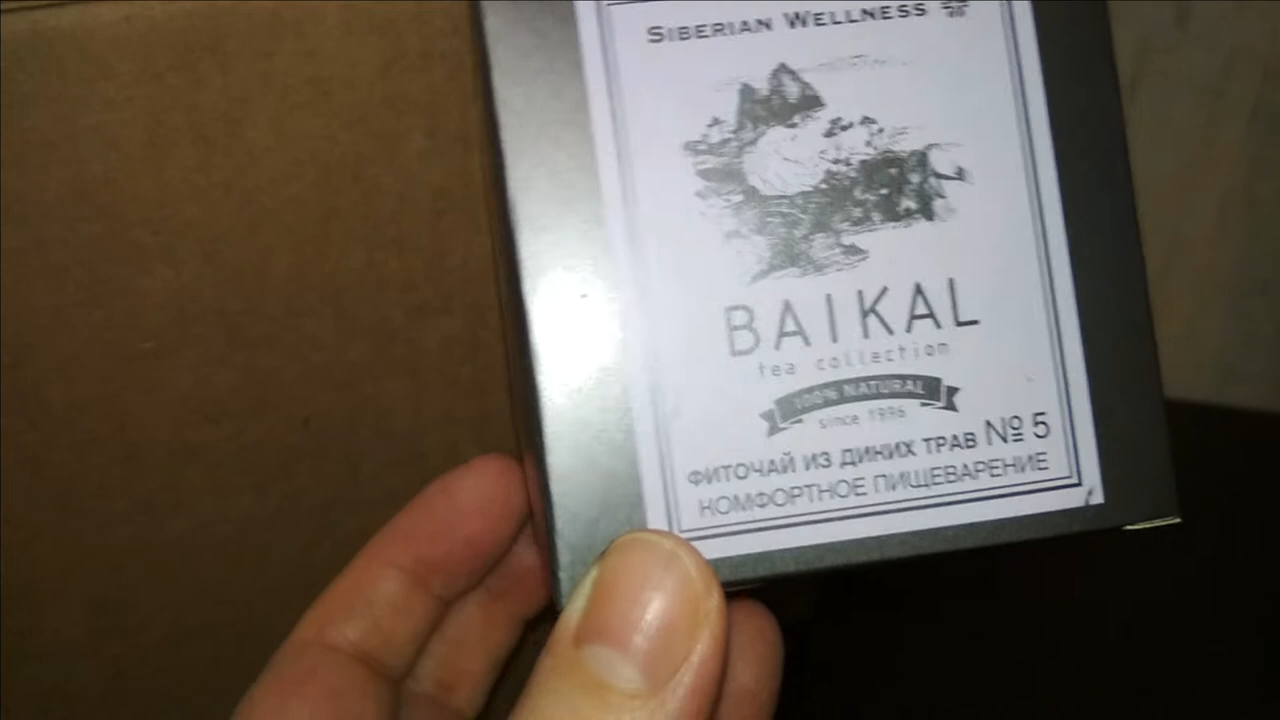 SIBERIAN WELLNESS
BAIKAL
tea collection
100% NATURAL
since 1996
ФИТОЧАЙ ИЗ ДИКИХ ТРАВ № 5
КОМФОРТНОЕ ПИЩЕВАРЕНИЕ